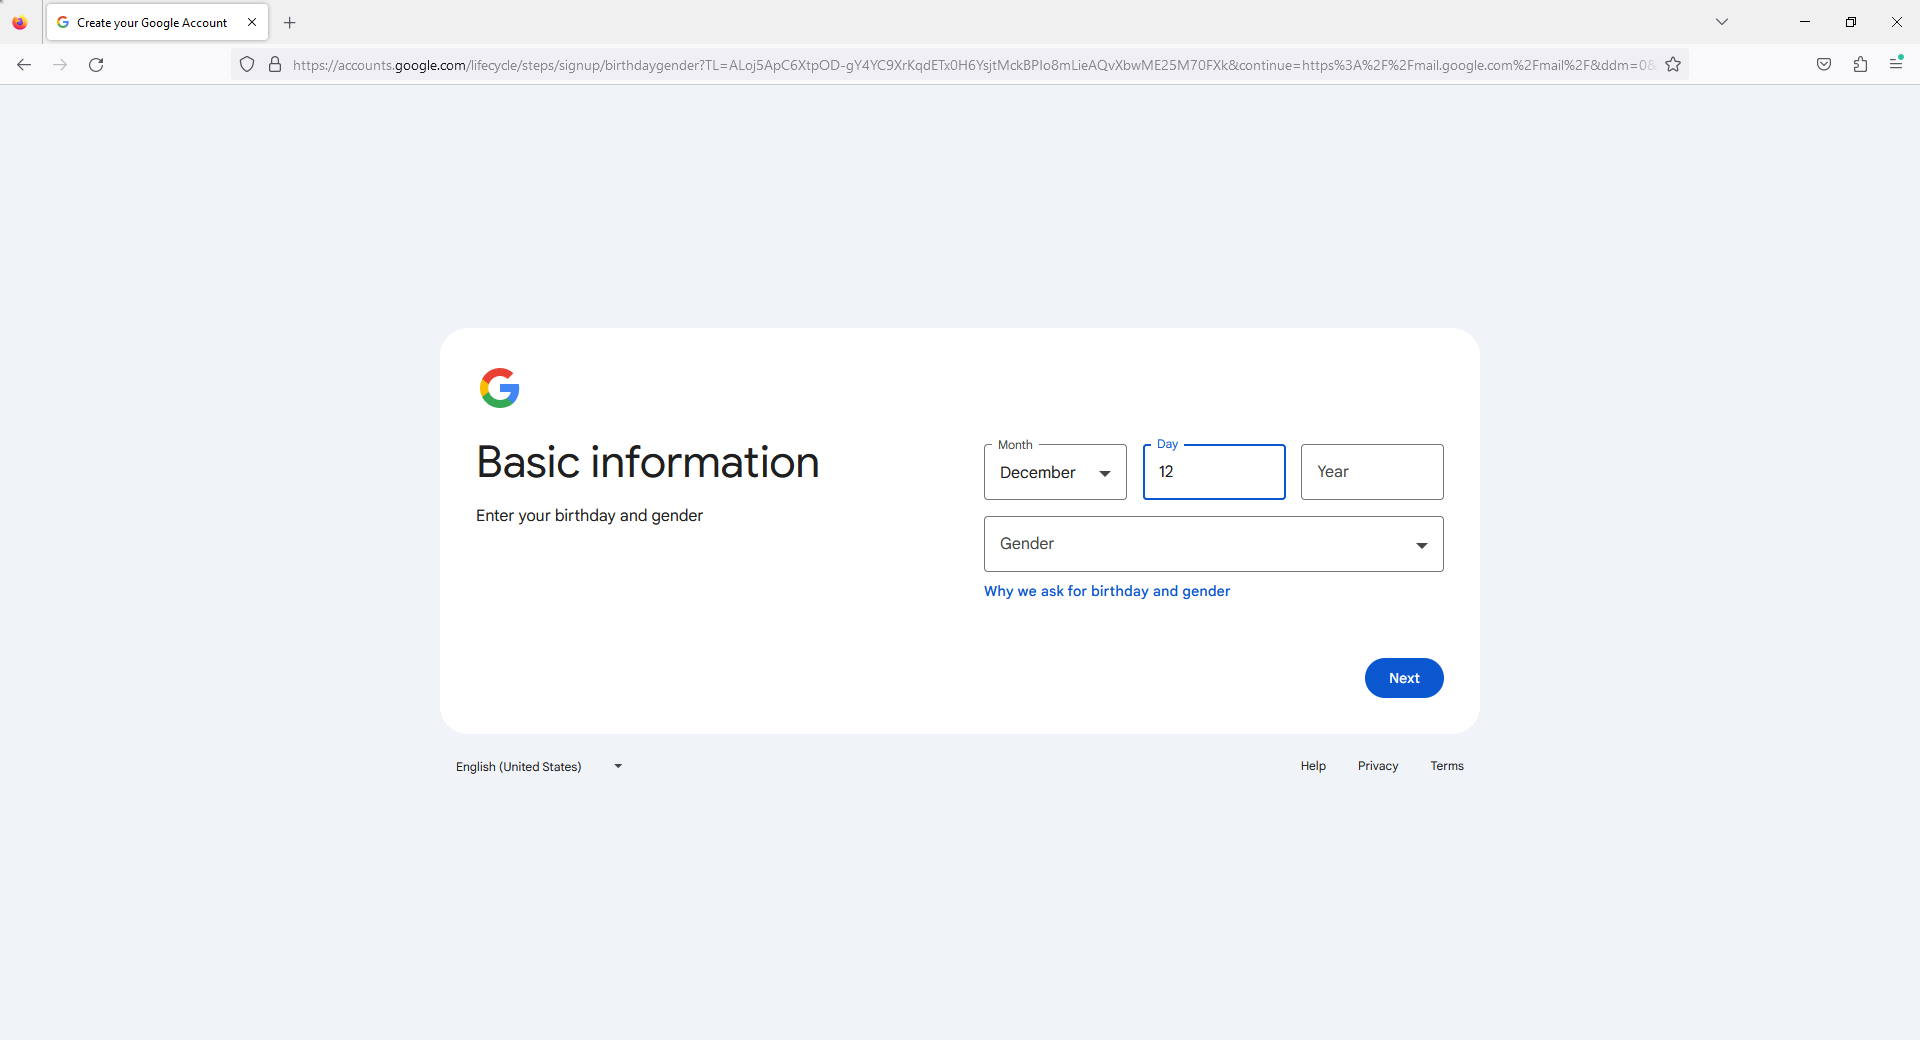 Create your Google Account
https://accounts.google.com/lifecycle/steps/signup/birthdaygender?TL=ALoj5ApC6XtpOD-gY4YC9XrKqdETx0H6YsjtMckBPIo8mLieAQvXbwME25M70FXk&continue=https%3A%2F%2Fmail.google.com%2Fmail%2F&ddm=0&
Basic information
Enter your birthday and gender
Month
December
Day
12
Year
Gender
Why we ask for birthday and gender
Next
English (United States)
Help
Privacy
Terms